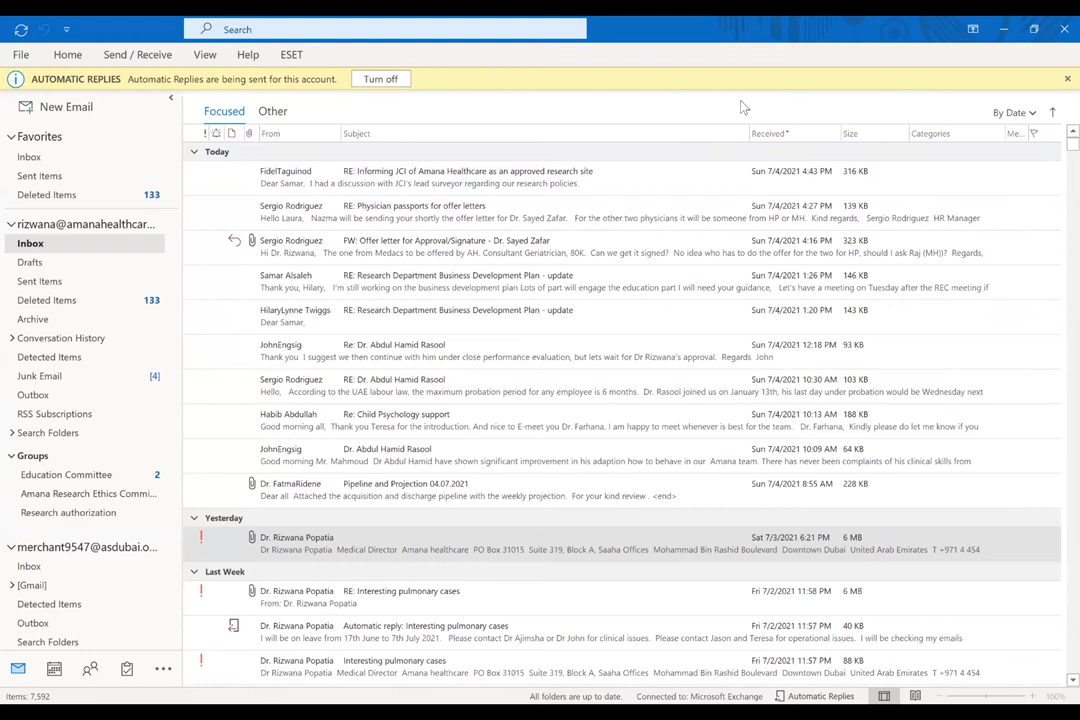 Search
File Home Send / Receive View Help ESET
AUTOMATIC REPLIES Automatic Replies are being sent for this account. Turn off
New Email
Favorites
Inbox
Sent Items
Deleted Items 133
rizwana@amanahealthcar...
Inbox
Drafts
Sent Items
Deleted Items 133
Archive
Conversation History
Detected Items
Junk Email [4]
Outbox
RSS Subscriptions
Search Folders
Groups
Education Committee 2
Amana Research Ethics Commi...
Research authorization
merchant9547@asdubai.o...
Inbox
[Gmail]
Detected Items
Outbox
Search Folders
Focused Other By Date
! From Subject Received Size Categories Me...
Today
FidelTaguinod RE: Informing JCI of Amana Healthcare as an approved research site Sun 7/4/2021 4:43 PM 316 KB
Dear Samar, I had a discussion with JCI's lead surveyor regarding our research policies.
Sergio Rodriguez RE: Physician passports for offer letters Sun 7/4/2021 4:27 PM 139 KB
Hello Laura, Nazma will be sending your shortly the offer letter for Dr. Sayed Zafar. For the other two physicians it will be someone from HP or MH. Kind regards, Sergio Rodriguez HR Manager
Sergio Rodriguez FW: Offer letter for Approval/Signature - Dr. Sayed Zafar Sun 7/4/2021 4:16 PM 323 KB
Hi Dr. Rizwana, The one from Medacs to be offered by AH. Consultant Geriatrician, 80K. Can we get it signed? No idea who has to do the offer for the two for HP, should I ask Raj (MH))? Regards,
Samar Alsaleh RE: Research Department Business Development Plan - update Sun 7/4/2021 1:26 PM 146 KB
Thank you, Hilary, I'm still working on the business development plan Lots of part will engage the education part I will need your guidance, Let's have a meeting on Tuesday after the REC meeting if
HilaryLynne Twiggs RE: Research Department Business Development Plan - update Sun 7/4/2021 1:20 PM 143 KB
Dear Samar,
JohnEngsig Re: Dr. Abdul Hamid Rasool Sun 7/4/2021 12:18 PM 93 KB
Thank you I suggest we then continue with him under close performance evaluation, but lets wait for Dr Rizwana's approval. Regards John
Sergio Rodriguez RE: Dr. Abdul Hamid Rasool Sun 7/4/2021 10:30 AM 103 KB
Hello, According to the UAE labour law, the maximum probation period for any employee is 6 months. Dr. Rasool joined us on January 13th, his last day under probation would be Wednesday next
Habib Abdullah Re: Child Psychology support Sun 7/4/2021 10:13 AM 188 KB
Good morning all, Thank you Teresa for the introduction. And nice to E-meet you Dr. Farhana. I am happy to meet whenever is best for the team. Dr. Farhana, Kindly please do let me know if you
JohnEngsig Dr. Abdul Hamid Rasool Sun 7/4/2021 10:09 AM 64 KB
Good morning Mr. Mahmoud Dr Abdul Hamid have shown significant improvement in his adaption how to behave in our Amana team. There has never been complaints of his clinical skills from
Dr. FatmaRidene Pipeline and Projection 04.07.2021 Sun 7/4/2021 8:55 AM 228 KB
Dear all Attached the acquisition and discharge pipeline with the weekly projection. For your kind review . <end>
Yesterday
! Dr. Rizwana Popatia Sat 7/3/2021 6:21 PM 6 MB
Dr Rizwana Popatia Medical Director Amana healthcare PO Box 31015 Suite 319, Block A, Saaha Offices Mohammad Bin Rashid Boulevard Downtown Dubai United Arab Emirates T +971 4 454
Last Week
! Dr. Rizwana Popatia RE: Interesting pulmonary cases Fri 7/2/2021 11:58 PM 6 MB
From: Dr. Rizwana Popatia
Dr. Rizwana Popatia Automatic reply: Interesting pulmonary cases Fri 7/2/2021 11:57 PM 40 KB
I will be on leave from 17th June to 7th July 2021. Please contact Dr Ajimsha or Dr John for clinical issues. Please contact Jason and Teresa for operational issues. I will be checking my emails
! Dr. Rizwana Popatia Interesting pulmonary cases Fri 7/2/2021 11:57 PM 88 KB
Dr Rizwana Popatia Medical Director Amana healthcare PO Box 31015 Suite 319, Block A, Saaha Offices Mohammad Bin Rashid Boulevard Downtown Dubai United Arab Emirates T +971 4 454
Items: 7,592 All folders are up to date. Connected to: Microsoft Exchange Automatic Replies 100%